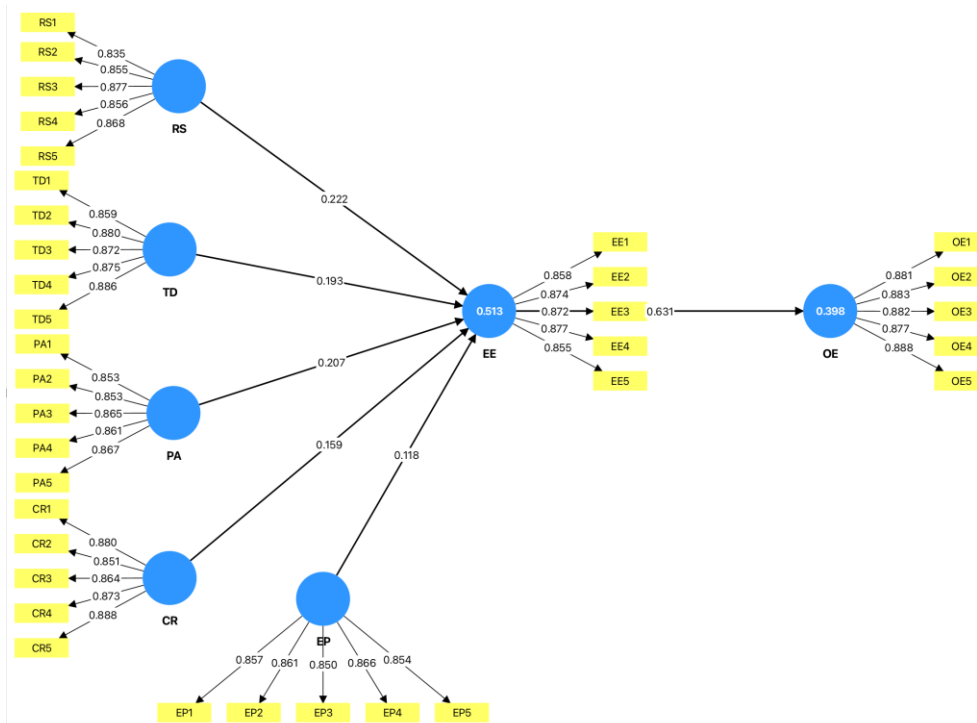 RS1
RS2
RS3
RS4
RS5
0.835
0.855
0.877
0.856
0.868
RS
0.222
TD1
TD2
TD3
TD4
TD5
0.859
0.880
0.872
0.875
0.886
TD
0.193
PA1
PA2
PA3
PA4
PA5
0.853
0.853
0.865
0.861
0.867
PA
0.207
CR1
CR2
CR3
CR4
CR5
0.880
0.851
0.864
0.873
0.888
CR
0.159
EP
0.118
0.857
0.861
0.850
0.866
0.854
EP1
EP2
EP3
EP4
EP5
0.513
EE
0.858
0.874
0.872
0.877
0.855
EE1
EE2
EE3
EE4
EE5
0.631
0.398
OE
0.881
0.883
0.882
0.877
0.888
OE1
OE2
OE3
OE4
OE5